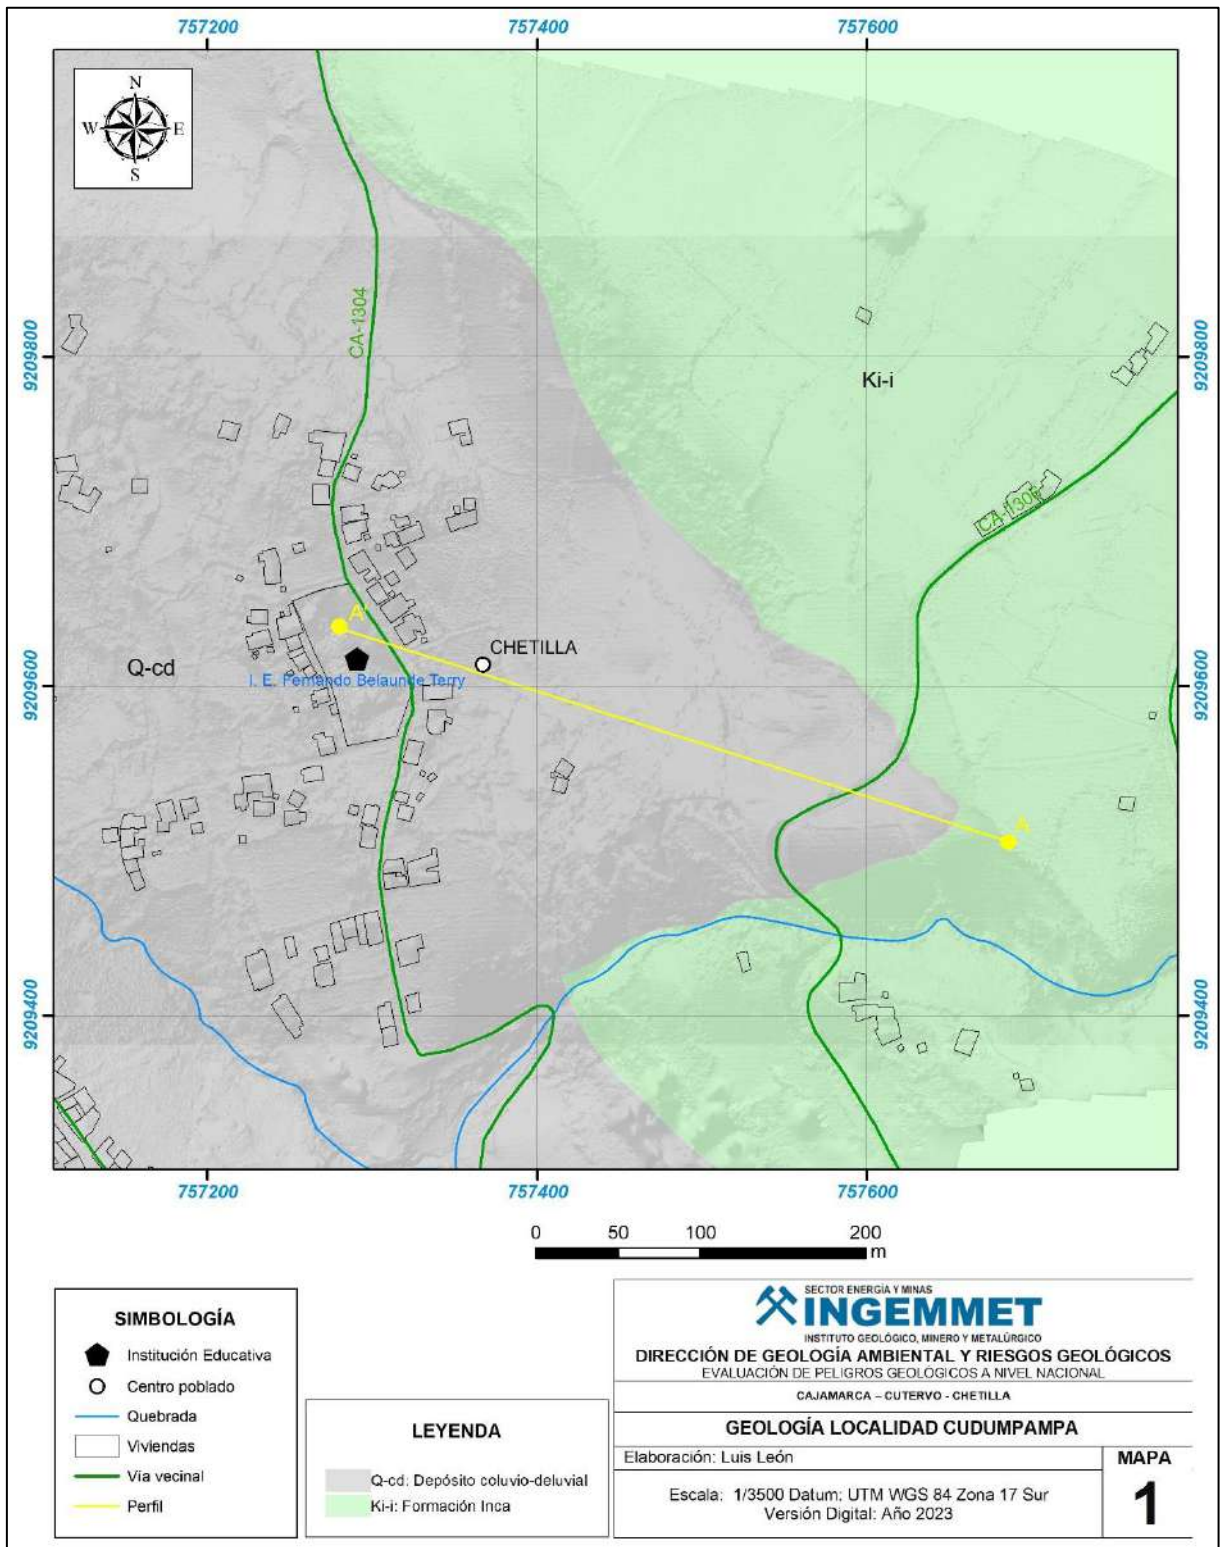 757200
757400
757600
N
W
E
S
CA-1304
9209800
9209800
Ki-i
CA-1306
A'
CHETILLA
Q-cd
I. E. Fernando Belaunde Terry
9209600
9209600
A
9209400
9209400
757200
757400
757600
0 50 100 200
m
SIMBOLOGÍA
Institución Educativa
Centro poblado
Quebrada
Viviendas
Vía vecinal
Perfil
LEYENDA
Q-cd: Depósito coluvio-deluvial
Ki-i: Formación Inca
SECTOR ENERGÍA Y MINAS
INGEMMET
INSTITUTO GEOLÓGICO, MINERO Y METALÚRGICO
DIRECCIÓN DE GEOLOGÍA AMBIENTAL Y RIESGOS GEOLÓGICOS
EVALUACIÓN DE PELIGROS GEOLÓGICOS A NIVEL NACIONAL
CAJAMARCA – CUTERVO - CHETILLA
GEOLOGÍA LOCALIDAD CUDUMPAMPA
Elaboración: Luis León
Escala: 1/3500 Datum: UTM WGS 84 Zona 17 Sur
Versión Digital: Año 2023
MAPA
1